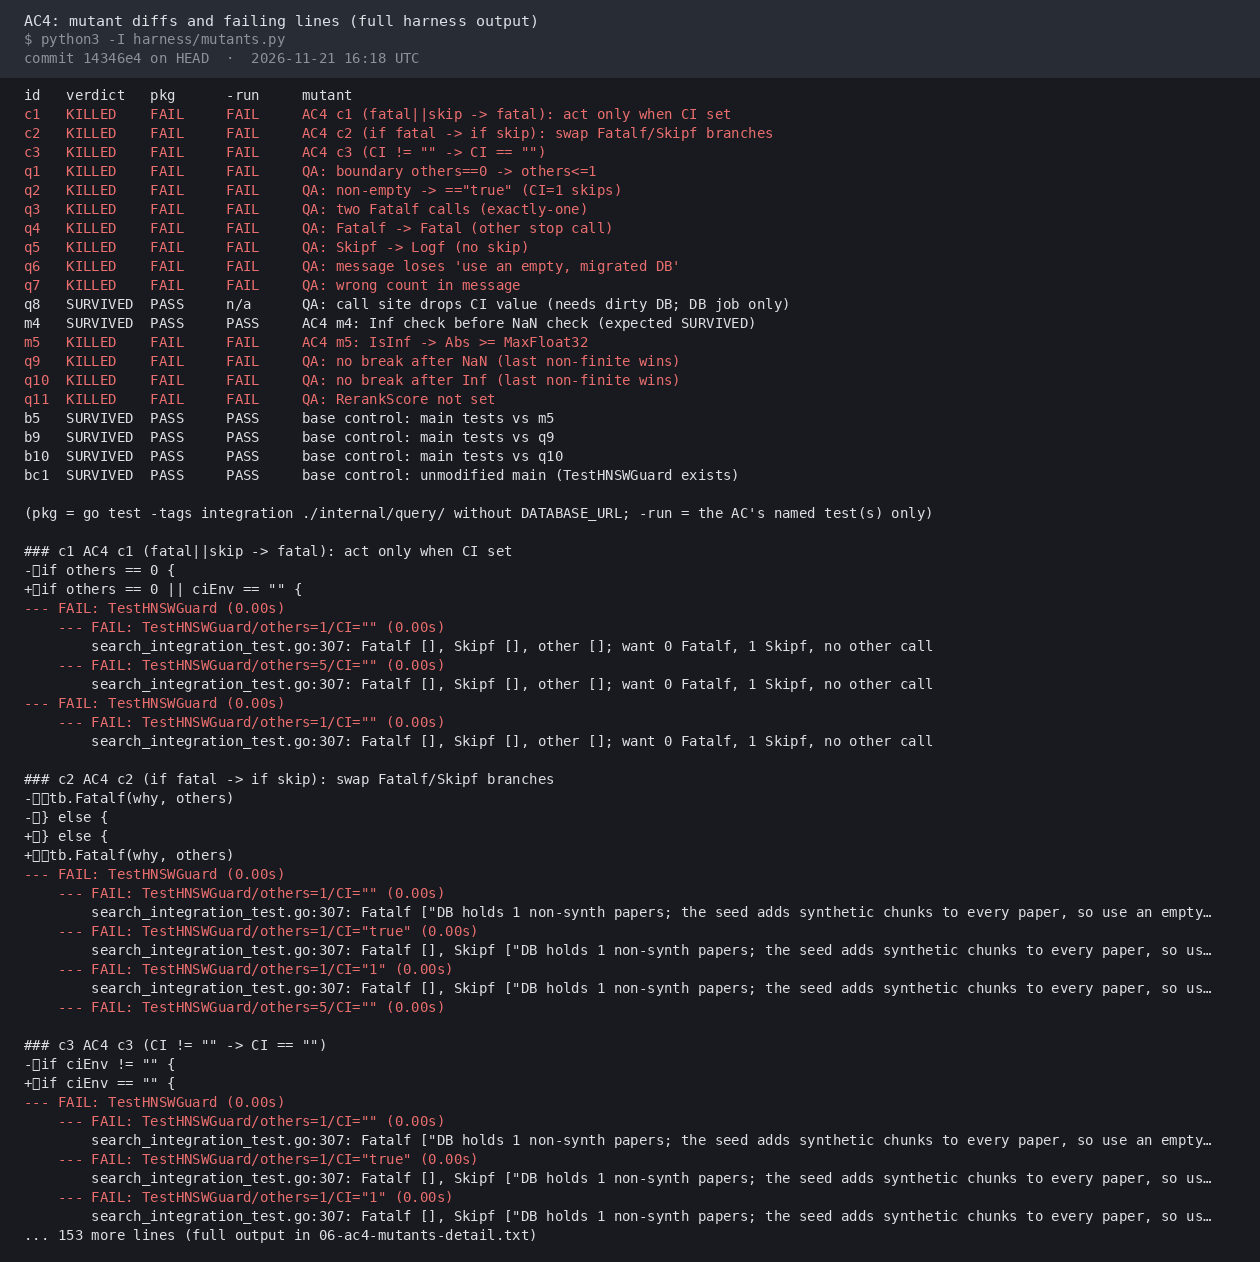 AC4: mutant diffs and failing lines (full harness output)
$ python3 -I harness/mutants.py
commit 14346e4 on HEAD  ·  2026-11-21 16:18 UTC
id   verdict   pkg      -run     mutant
c1   KILLED    FAIL     FAIL     AC4 c1 (fatal||skip -> fatal): act only when CI set
c2   KILLED    FAIL     FAIL     AC4 c2 (if fatal -> if skip): swap Fatalf/Skipf branches
c3   KILLED    FAIL     FAIL     AC4 c3 (CI != "" -> CI == "")
q1   KILLED    FAIL     FAIL     QA: boundary others==0 -> others<=1
q2   KILLED    FAIL     FAIL     QA: non-empty -> =="true" (CI=1 skips)
q3   KILLED    FAIL     FAIL     QA: two Fatalf calls (exactly-one)
q4   KILLED    FAIL     FAIL     QA: Fatalf -> Fatal (other stop call)
q5   KILLED    FAIL     FAIL     QA: Skipf -> Logf (no skip)
q6   KILLED    FAIL     FAIL     QA: message loses 'use an empty, migrated DB'
q7   KILLED    FAIL     FAIL     QA: wrong count in message
q8   SURVIVED  PASS     n/a      QA: call site drops CI value (needs dirty DB; DB job only)
m4   SURVIVED  PASS     PASS     AC4 m4: Inf check before NaN check (expected SURVIVED)
m5   KILLED    FAIL     FAIL     AC4 m5: IsInf -> Abs >= MaxFloat32
q9   KILLED    FAIL     FAIL     QA: no break after NaN (last non-finite wins)
q10  KILLED    FAIL     FAIL     QA: no break after Inf (last non-finite wins)
q11  KILLED    FAIL     FAIL     QA: RerankScore not set
b5   SURVIVED  PASS     PASS     base control: main tests vs m5
b9   SURVIVED  PASS     PASS     base control: main tests vs q9
b10  SURVIVED  PASS     PASS     base control: main tests vs q10
bc1  SURVIVED  PASS     PASS     base control: unmodified main (TestHNSWGuard exists)
(pkg = go test -tags integration ./internal/query/ without DATABASE_URL; -run = the AC's named test(s) only)
### c1 AC4 c1 (fatal||skip -> fatal): act only when CI set
-▯if others == 0 {
+▯if others == 0 || ciEnv == "" {
--- FAIL: TestHNSWGuard (0.00s)
    --- FAIL: TestHNSWGuard/others=1/CI="" (0.00s)
        search_integration_test.go:307: Fatalf [], Skipf [], other []; want 0 Fatalf, 1 Skipf, no other call
    --- FAIL: TestHNSWGuard/others=5/CI="" (0.00s)
        search_integration_test.go:307: Fatalf [], Skipf [], other []; want 0 Fatalf, 1 Skipf, no other call
--- FAIL: TestHNSWGuard (0.00s)
    --- FAIL: TestHNSWGuard/others=1/CI="" (0.00s)
        search_integration_test.go:307: Fatalf [], Skipf [], other []; want 0 Fatalf, 1 Skipf, no other call
### c2 AC4 c2 (if fatal -> if skip): swap Fatalf/Skipf branches
-▯▯tb.Fatalf(why, others)
-▯} else {
+▯} else {
+▯▯tb.Fatalf(why, others)
--- FAIL: TestHNSWGuard (0.00s)
    --- FAIL: TestHNSWGuard/others=1/CI="" (0.00s)
        search_integration_test.go:307: Fatalf ["DB holds 1 non-synth papers; the seed adds synthetic chunks to every paper, so use an empty…
    --- FAIL: TestHNSWGuard/others=1/CI="true" (0.00s)
        search_integration_test.go:307: Fatalf [], Skipf ["DB holds 1 non-synth papers; the seed adds synthetic chunks to every paper, so us…
    --- FAIL: TestHNSWGuard/others=1/CI="1" (0.00s)
        search_integration_test.go:307: Fatalf [], Skipf ["DB holds 1 non-synth papers; the seed adds synthetic chunks to every paper, so us…
    --- FAIL: TestHNSWGuard/others=5/CI="" (0.00s)
### c3 AC4 c3 (CI != "" -> CI == "")
-▯if ciEnv != "" {
+▯if ciEnv == "" {
--- FAIL: TestHNSWGuard (0.00s)
    --- FAIL: TestHNSWGuard/others=1/CI="" (0.00s)
        search_integration_test.go:307: Fatalf ["DB holds 1 non-synth papers; the seed adds synthetic chunks to every paper, so use an empty…
    --- FAIL: TestHNSWGuard/others=1/CI="true" (0.00s)
        search_integration_test.go:307: Fatalf [], Skipf ["DB holds 1 non-synth papers; the seed adds synthetic chunks to every paper, so us…
    --- FAIL: TestHNSWGuard/others=1/CI="1" (0.00s)
        search_integration_test.go:307: Fatalf [], Skipf ["DB holds 1 non-synth papers; the seed adds synthetic chunks to every paper, so us…
... 153 more lines (full output in 06-ac4-mutants-detail.txt)